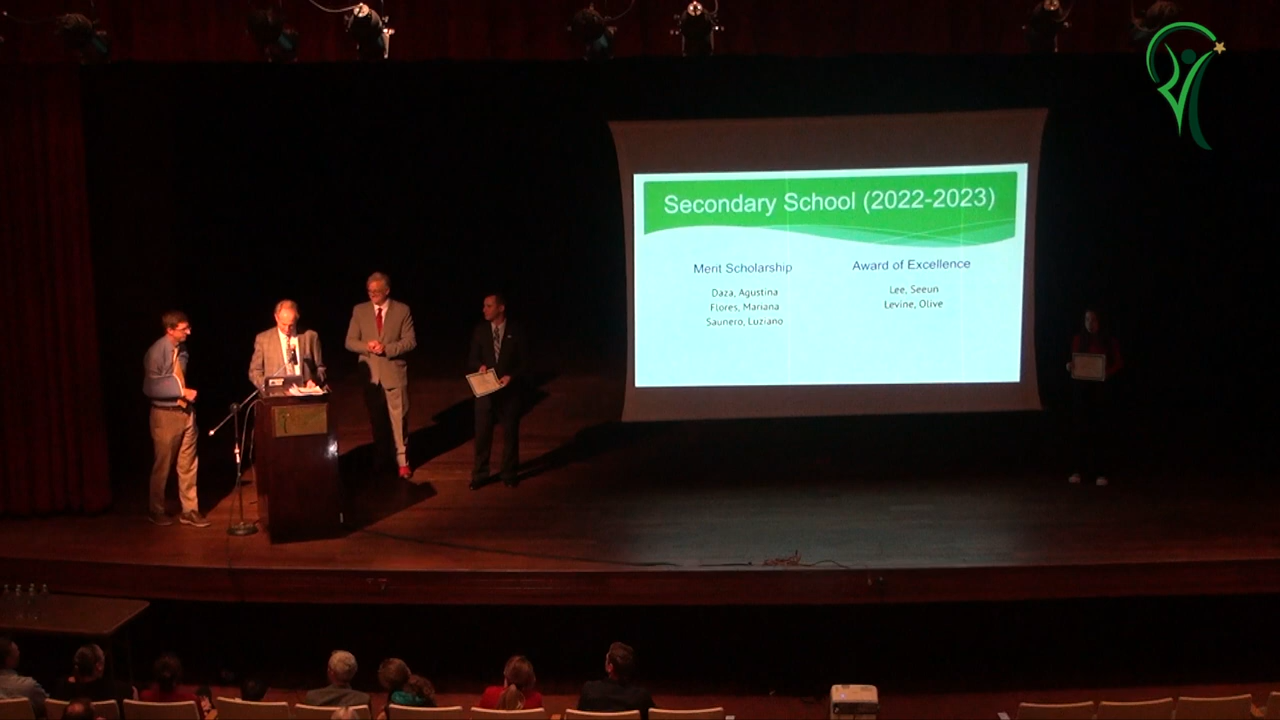 Secondary School (2022-2023)
Merit Scholarship
Daza, Agustina
Flores, Mariana
Saunero, Luziano
Award of Excellence
Lee, Seeun
Levine, Olive